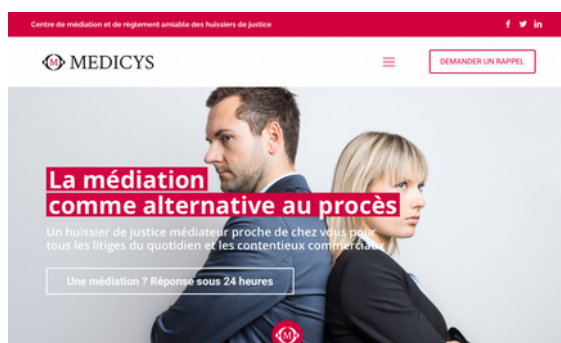 Centre de médiation et de règlement amiable des huissiers de justice
MEDICYS
DEMANDER UN RAPPEL
La médiation
comme alternative au procès
Un huissier de justice médiateur proche de chez vous pour
tous les litiges du quotidien et les contentieux commerciaux
Une médiation ? Réponse sous 24 heures